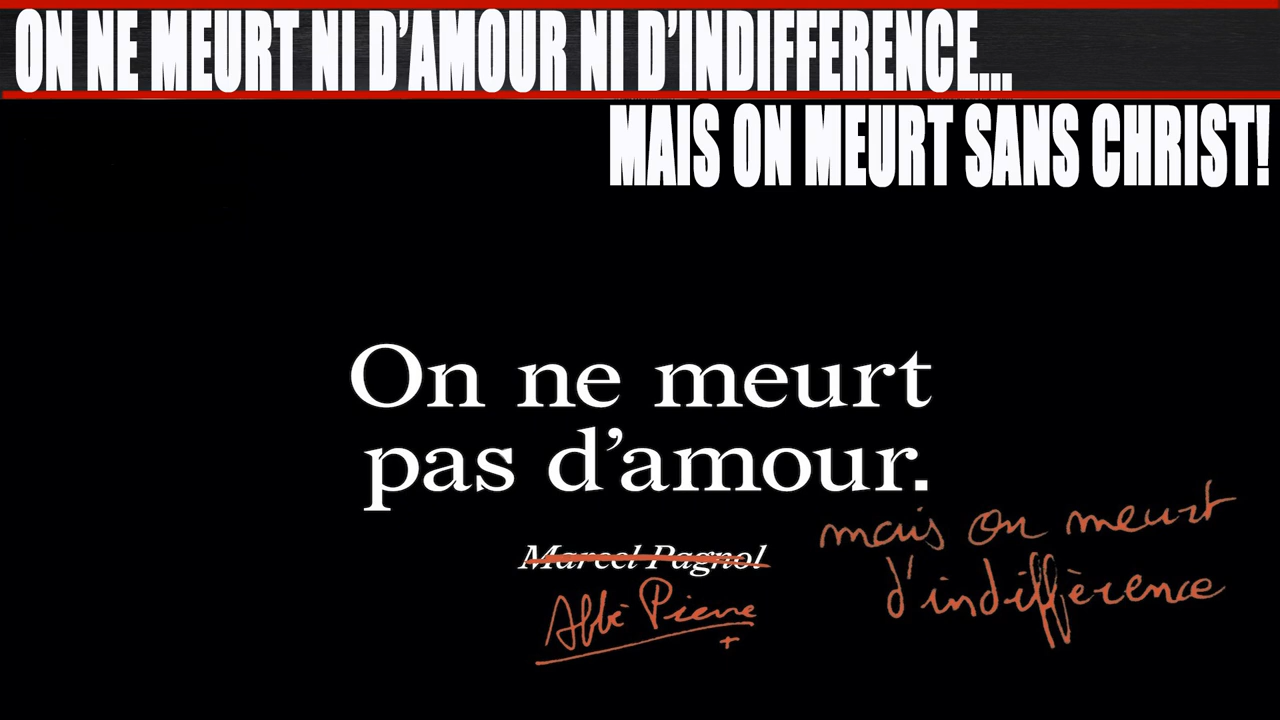 ON NE MEURT NI D'AMOUR NI D'INDIFFERENCE...
MAIS ON MEURT SANS CHRIST!
On ne meurt
pas d'amour.
mais on meurt
d'indiffèrence
Marcel Pagnol
Abbé Pierre